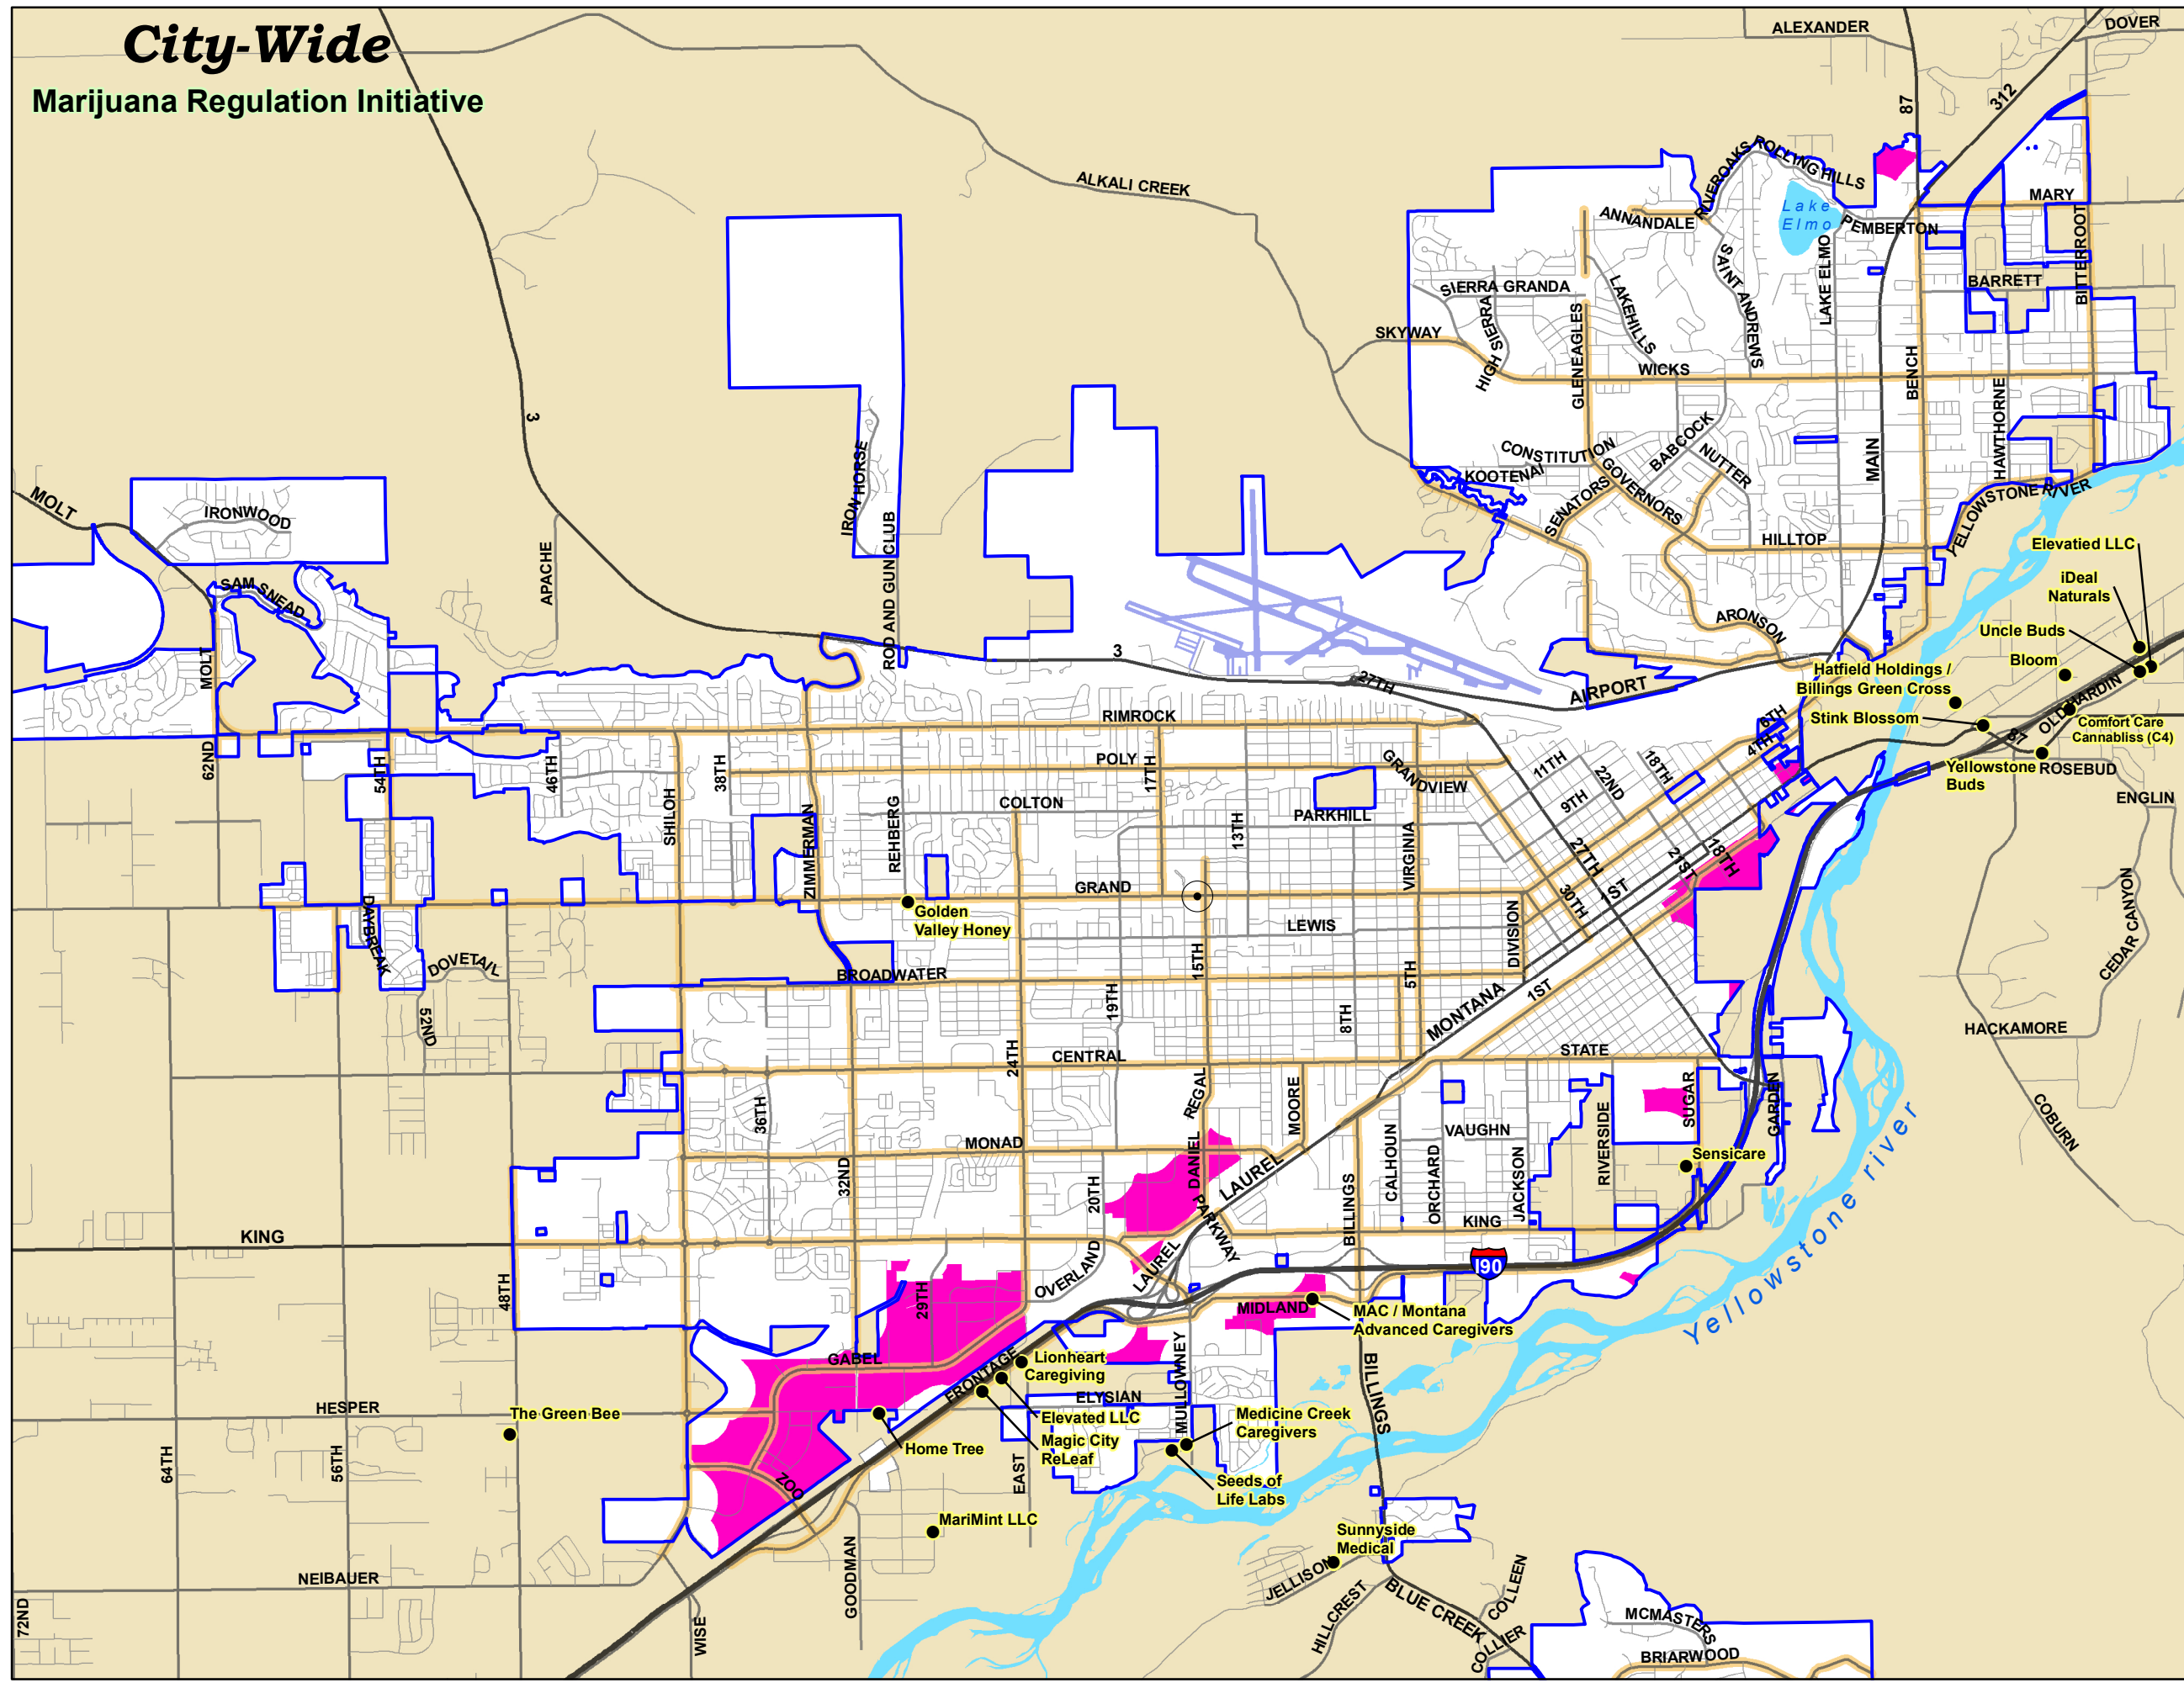 City-Wide
Marijuana Regulation Initiative
ALEXANDER
DOVER
87
312
ALKALI CREEK
RIVEROAKS
ROLLING HILLS
MARY
Lake
Elmo
ANNANDALE
PEMBERTON
BITTERROOT
SAINT ANDREWS
LAKE ELMO
BARRETT
SIERRA GRANDA
LAKEHILLS
SKYWAY
HIGH SIERRA
GLENEAGLES
WICKS
BENCH
HAWTHORNE
3
IRON HORSE
CONSTITUTION
BABCOCK
NUTTER
MAIN
KOOTENAI
GOVERNORS
SENATORS
YELLOWSTONE RIVER
MOLT
IRONWOOD
HILLTOP
Elevatied LLC
APACHE
ROD AND GUN CLUB
iDeal
Naturals
SAM SNEAD
ARONSON
Uncle Buds
MOLT
3
27TH
AIRPORT
Bloom
Hatfield Holdings /
Billings Green Cross
OLD HARDIN
Stink Blossom
Comfort Care
Cannabliss (C4)
87
RIMROCK
6TH
4TH
62ND
54TH
46TH
38TH
POLY
17TH
GRANDVIEW
11TH
22ND
18TH
Yellowstone
Buds
ROSEBUD
ENGLIN
SHILOH
ZIMMERMAN
REHBERG
COLTON
13TH
PARKHILL
9TH
VIRGINIA
27TH
21ST
18TH
GRAND
30TH
1ST
DAYBREAK
Golden
Valley Honey
LEWIS
DIVISION
CEDAR CANYON
DOVETAIL
BROADWATER
15TH
5TH
52ND
19TH
8TH
MONTANA
1ST
HACKAMORE
24TH
CENTRAL
STATE
36TH
REGAL
MOORE
SUGAR
GARDEN
COBURN
MONAD
DANIEL
CALHOUN
VAUGHN
RIVERSIDE
32ND
20TH
LAUREL
BILLINGS
ORCHARD
JACKSON
Sensicare
KING
PARKWAY
KING
OVERLAND
LAUREL
I90
Yellowstone river
48TH
29TH
MIDLAND
MAC / Montana
Advanced Caregivers
GABEL
FRONTAGE
Lionheart
Caregiving
MULLOWNEY
BILLINGS
HESPER
The Green Bee
ELYSIAN
Elevated LLC
Medicine Creek
Caregivers
Home Tree
Magic City
ReLeaf
64TH
56TH
ZOO
EAST
Seeds of
Life Labs
MariMint LLC
Sunnyside
Medical
GOODMAN
JELLISON
NEIBAUER
HILLCREST
BLUE CREEK
COLLEEN
72ND
WISE
COLLIER
MCMASTERS
BRIARWOOD